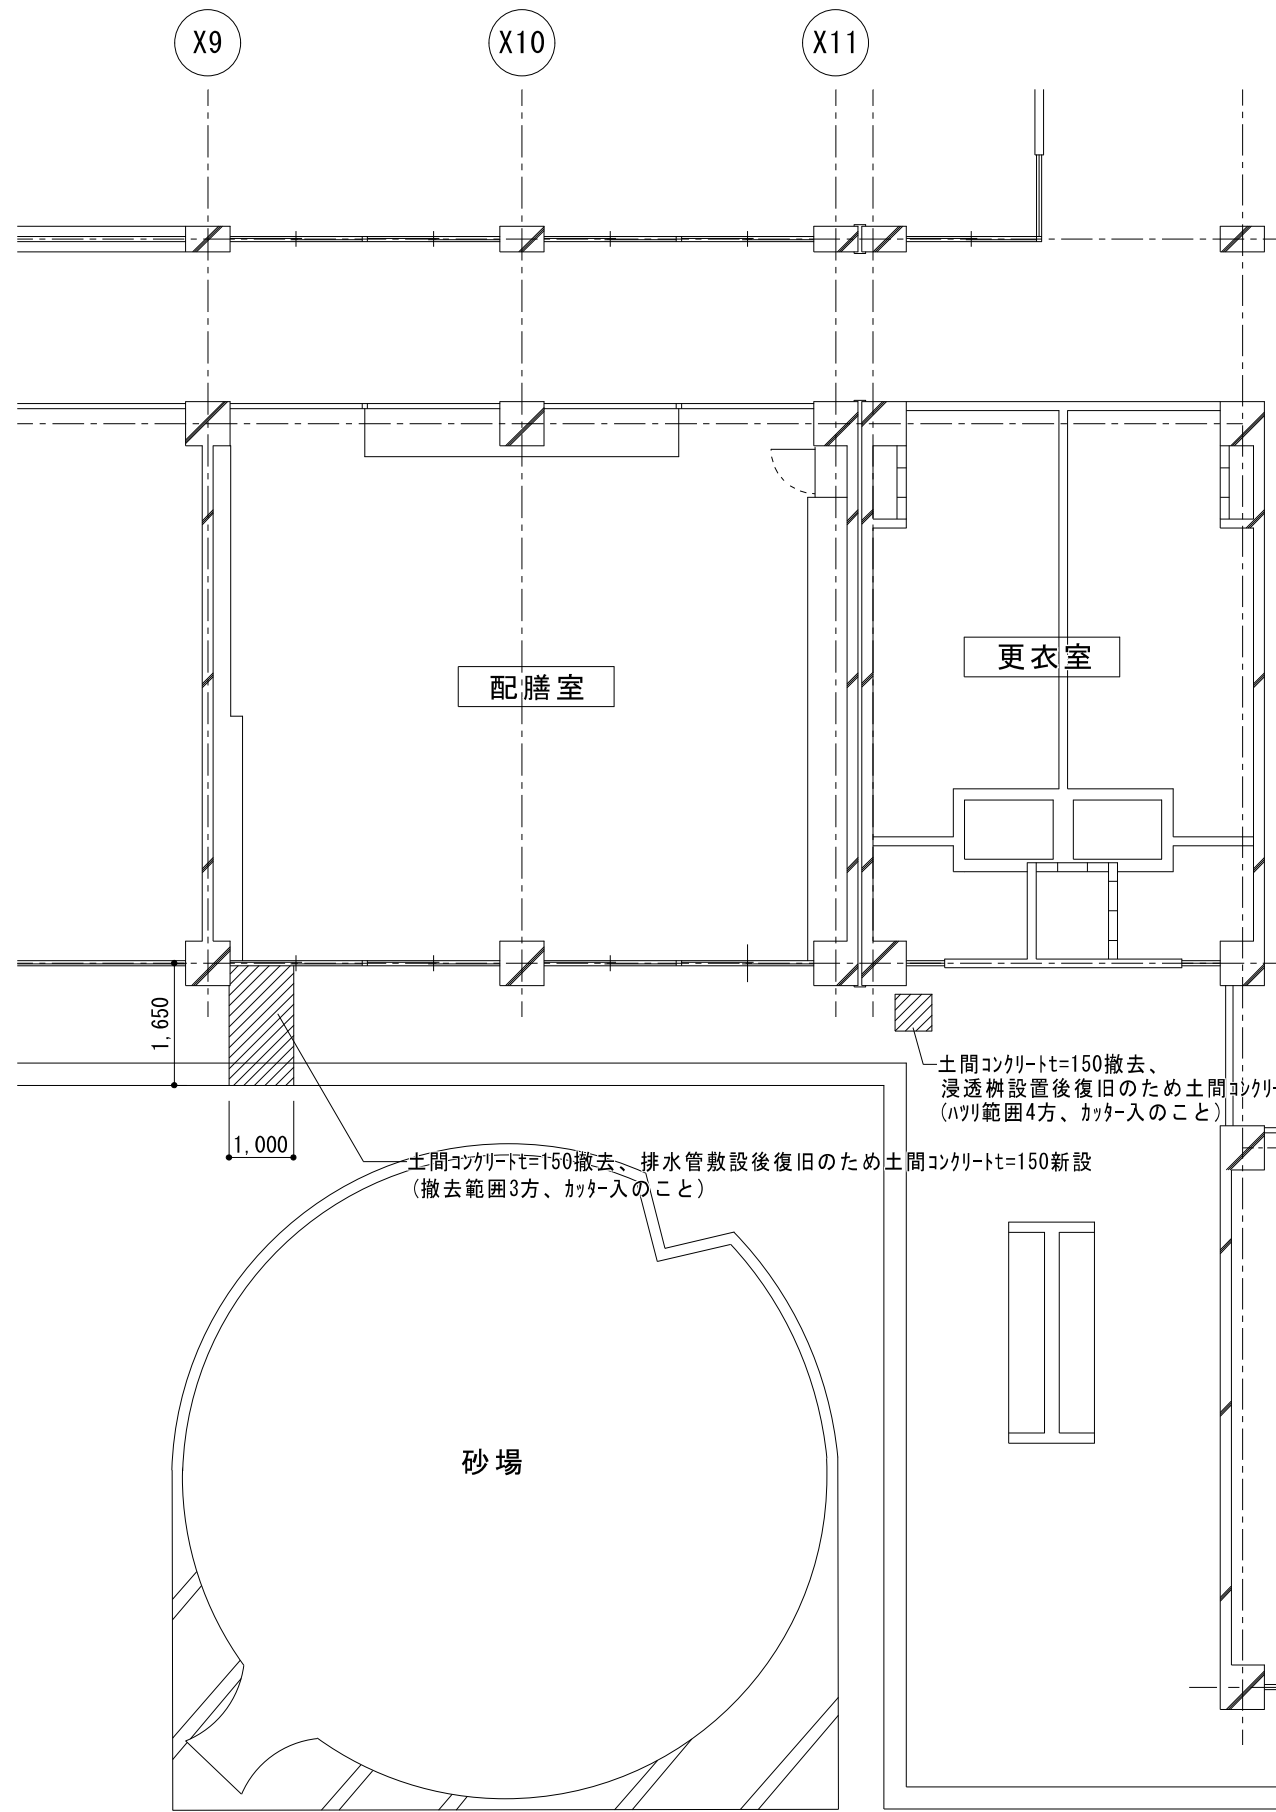 X9
X10
X11
配膳室
更衣室
1,650
1,000
土間ｺﾝｸﾘｰﾄt=150撤去、
浸透桝設置後復旧のため土間ｺﾝｸﾘｰ
(ﾊﾂﾘ範囲4方、ｶｯﾀｰ入のこと)
土間ｺﾝｸﾘｰﾄt=150撤去、排水管敷設後復旧のため土間ｺﾝｸﾘｰﾄt=150新設
(撤去範囲3方、ｶｯﾀｰ入のこと)
砂場